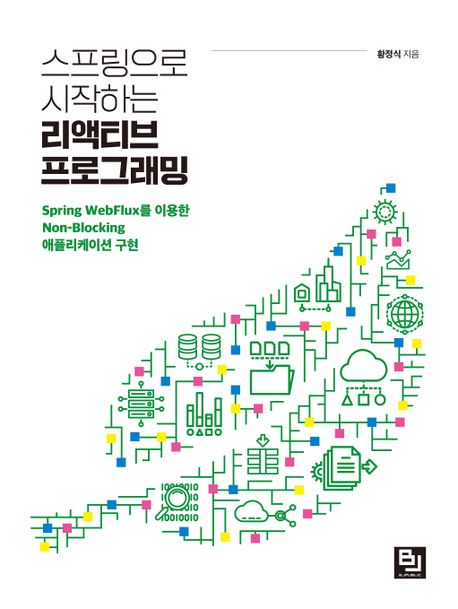 스프링으로
시작하는
리액티브
프로그래밍
황정식 지음
Spring WebFlux를 이용한
Non-Blocking
애플리케이션 구현
010010010
01001010
BJ